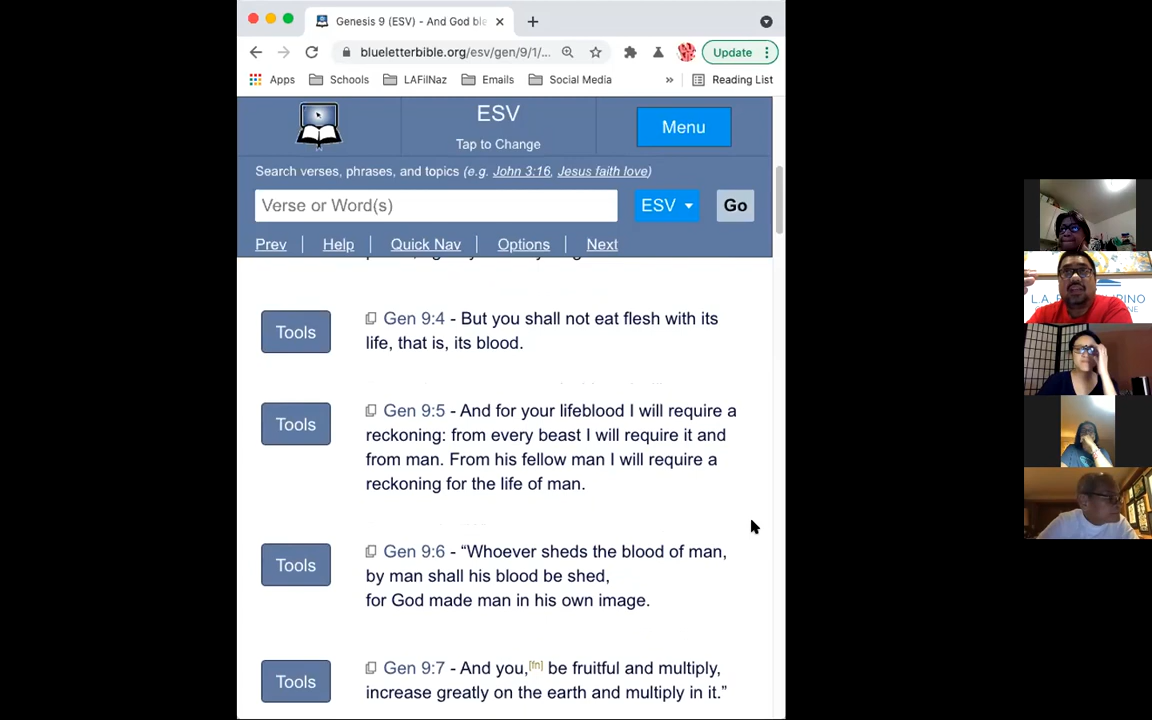 Genesis 9 (ESV) - And God ble
blueletterbible.org/esv/gen/9/1/...
Update
Apps
Schools
LAFilNaz
Emails
Social Media
»
Reading List
ESV
Tap to Change
Menu
Search verses, phrases, and topics (e.g. John 3:16, Jesus faith love)
Verse or Word(s)
ESV
Go
Prev | Help | Quick Nav | Options | Next
Tools
Gen 9:4 - But you shall not eat flesh with its
life, that is, its blood.
Tools
Gen 9:5 - And for your lifeblood I will require a
reckoning: from every beast I will require it and
from man. From his fellow man I will require a
reckoning for the life of man.
Tools
Gen 9:6 - “Whoever sheds the blood of man,
by man shall his blood be shed,
for God made man in his own image.
Tools
Gen 9:7 - And you,[fn] be fruitful and multiply,
increase greatly on the earth and multiply in it.”
L.A.